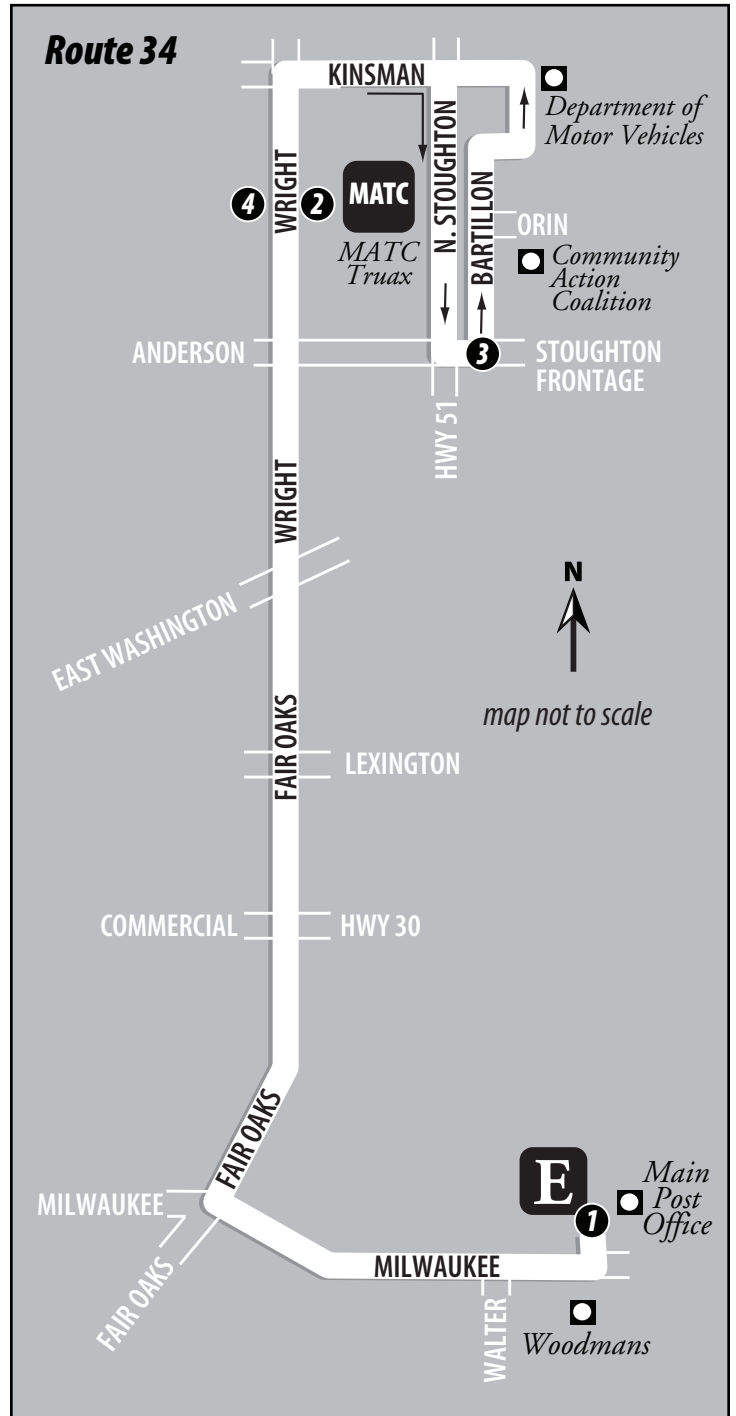 Route 34
KINSMAN
Department of
Motor Vehicles
N. STOUGHTON
WRIGHT
4
2
MATC
MATC
Truax
BARTILLON
ORIN
Community
Action
Coalition
ANDERSON
3
STOUGHTON
FRONTAGE
HWY 51
WRIGHT
EAST WASHINGTON
N
map not to scale
FAIR OAKS
LEXINGTON
COMMERCIAL
HWY 30
FAIR OAKS
MILWAUKEE
FAIR OAKS
E
1
Main
Post
Office
MILWAUKEE
WALTER
Woodmans